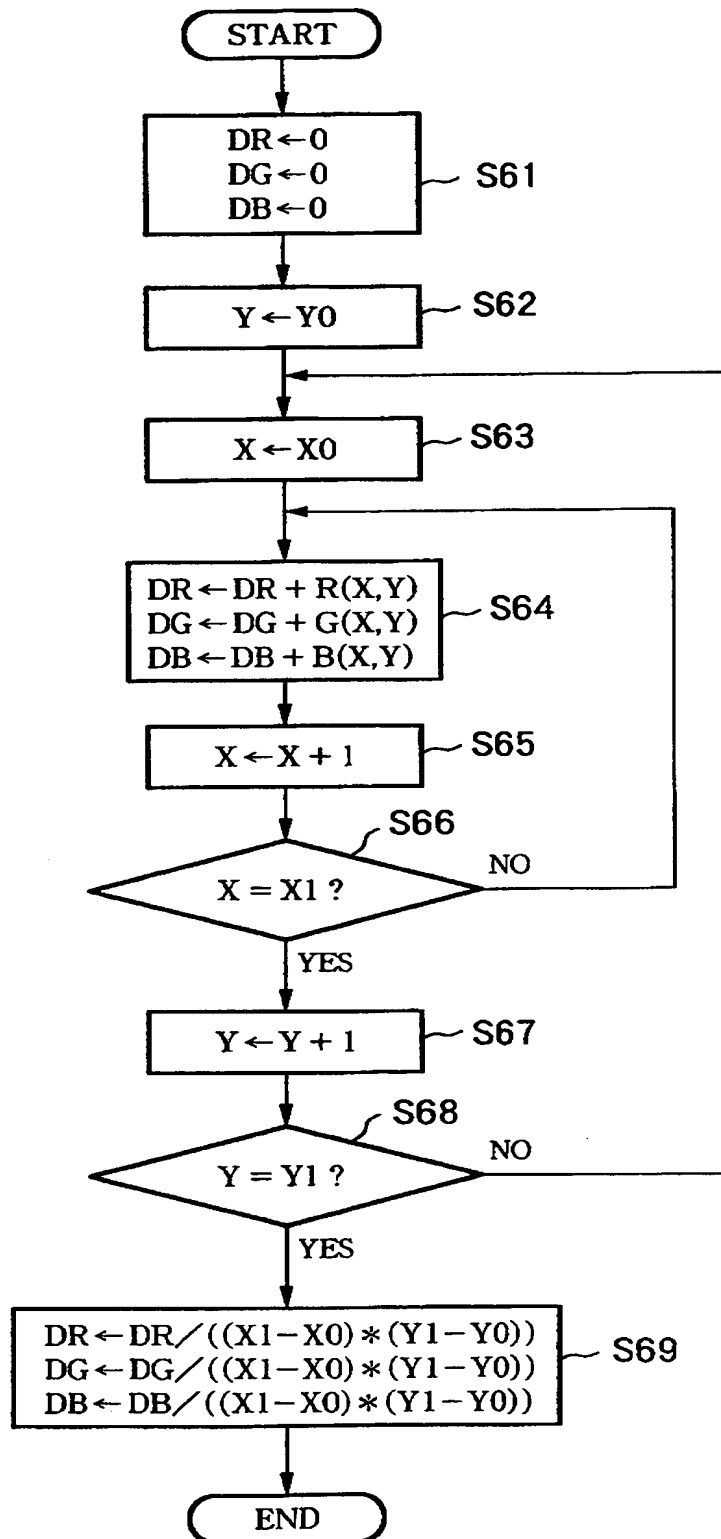 START
DR←0
DG←0
DB←0
S61
Y←Y0
S62
X←X0
S63
DR←DR + R(X,Y)
DG←DG + G(X,Y)
DB←DB + B(X,Y)
S64
X←X + 1
S65
S66
X = X1 ?
NO
YES
Y←Y + 1
S67
S68
Y = Y1 ?
NO
YES
DR←DR/((X1−X0)*(Y1−Y0))
DG←DG/((X1−X0)*(Y1−Y0))
DB←DB/((X1−X0)*(Y1−Y0))
S69
END